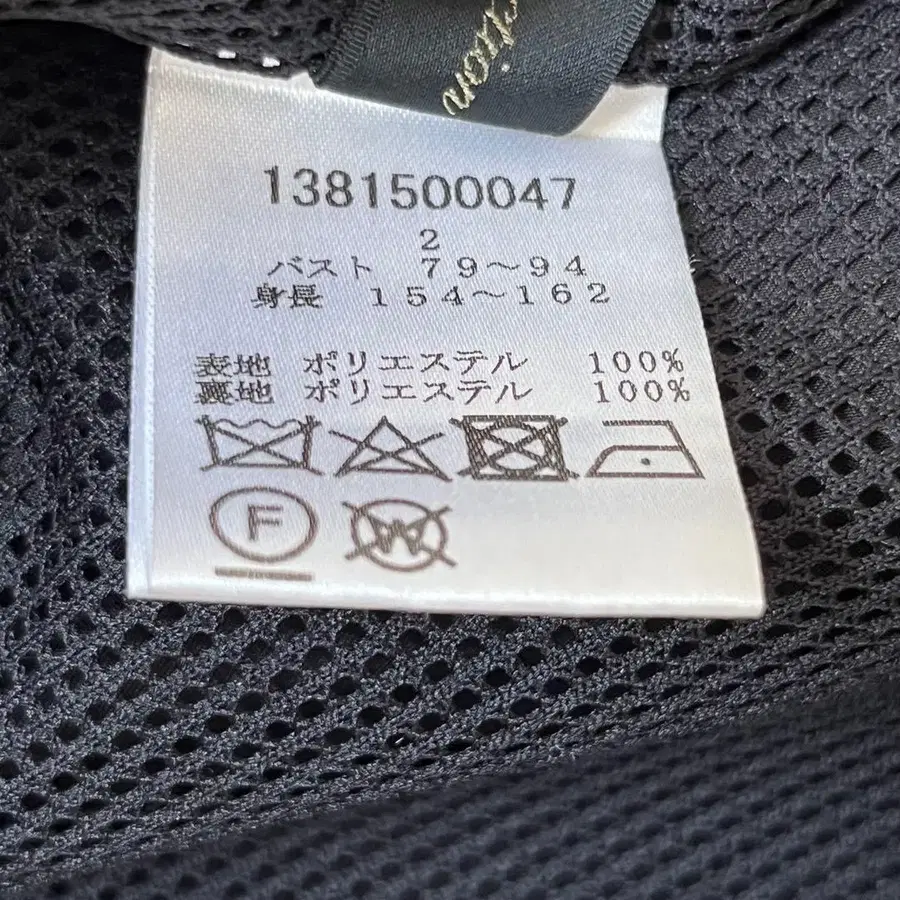 1381500047
2
バスト 79～94
身長 154～162
表地 ポリエステル 100%
裏地 ポリエステル 100%
F
W